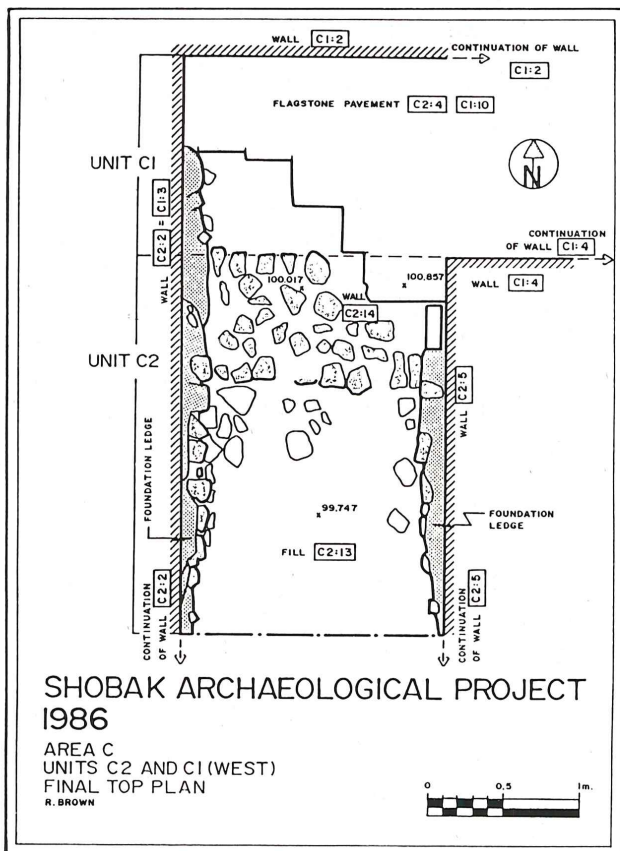 WALL C1:2
CONTINUATION OF WALL
C1:2
FLAGSTONE PAVEMENT C2:4 C1:10
UNIT C1
N
WALL C2:2 = C1:3
CONTINUATION
OF WALL C1:4
WALL C1:4
100.017
100,857
WALL
C2:14
UNIT C2
WALL C2:5
FOUNDATION LEDGE
99,747
FOUNDATION
LEDGE
FILL C2:13
CONTINUATION
OF WALL C2:2
CONTINUATION
OF WALL C2:5
SHOBAK ARCHAEOLOGICAL PROJECT
1986
AREA C
UNITS C2 AND C1 (WEST)
FINAL TOP PLAN
R. BROWN
0 0,5 1m.